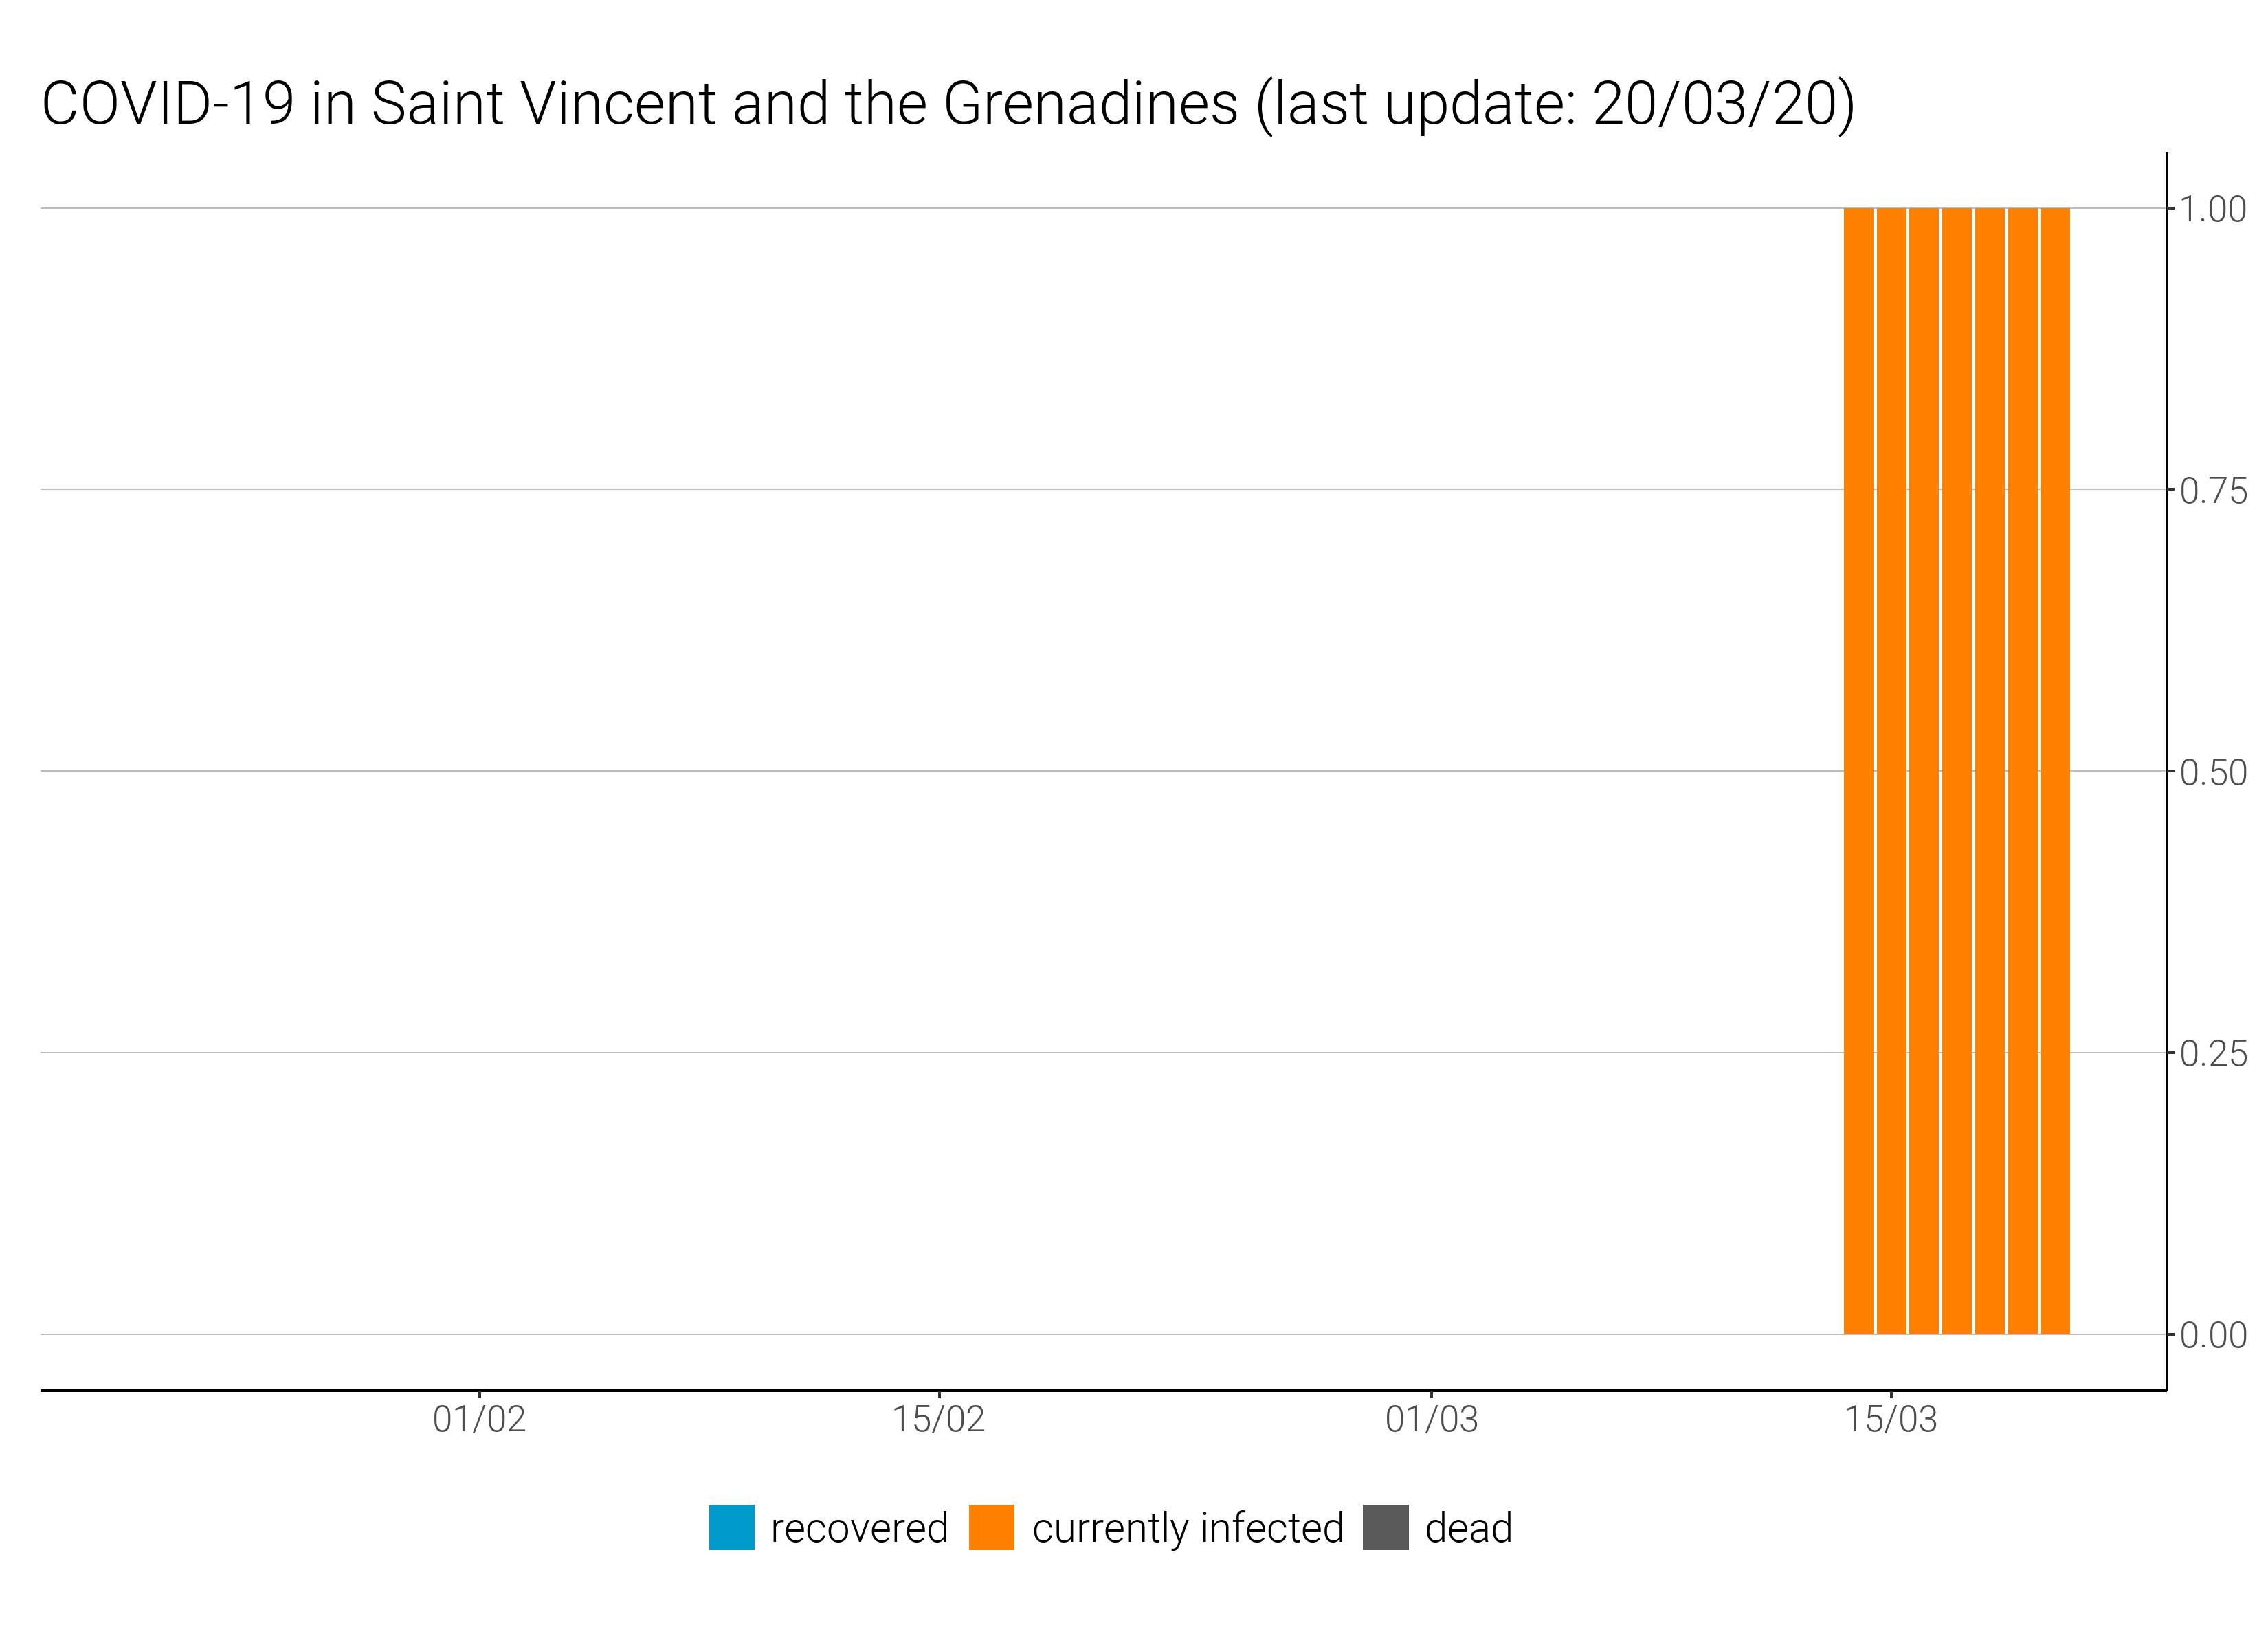 COVID-19 in Saint Vincent and the Grenadines (last update: 20/03/20)
1.00
0.75
0.50
0.25
0.00
01/02 15/02 01/03 15/03
recovered currently infected dead